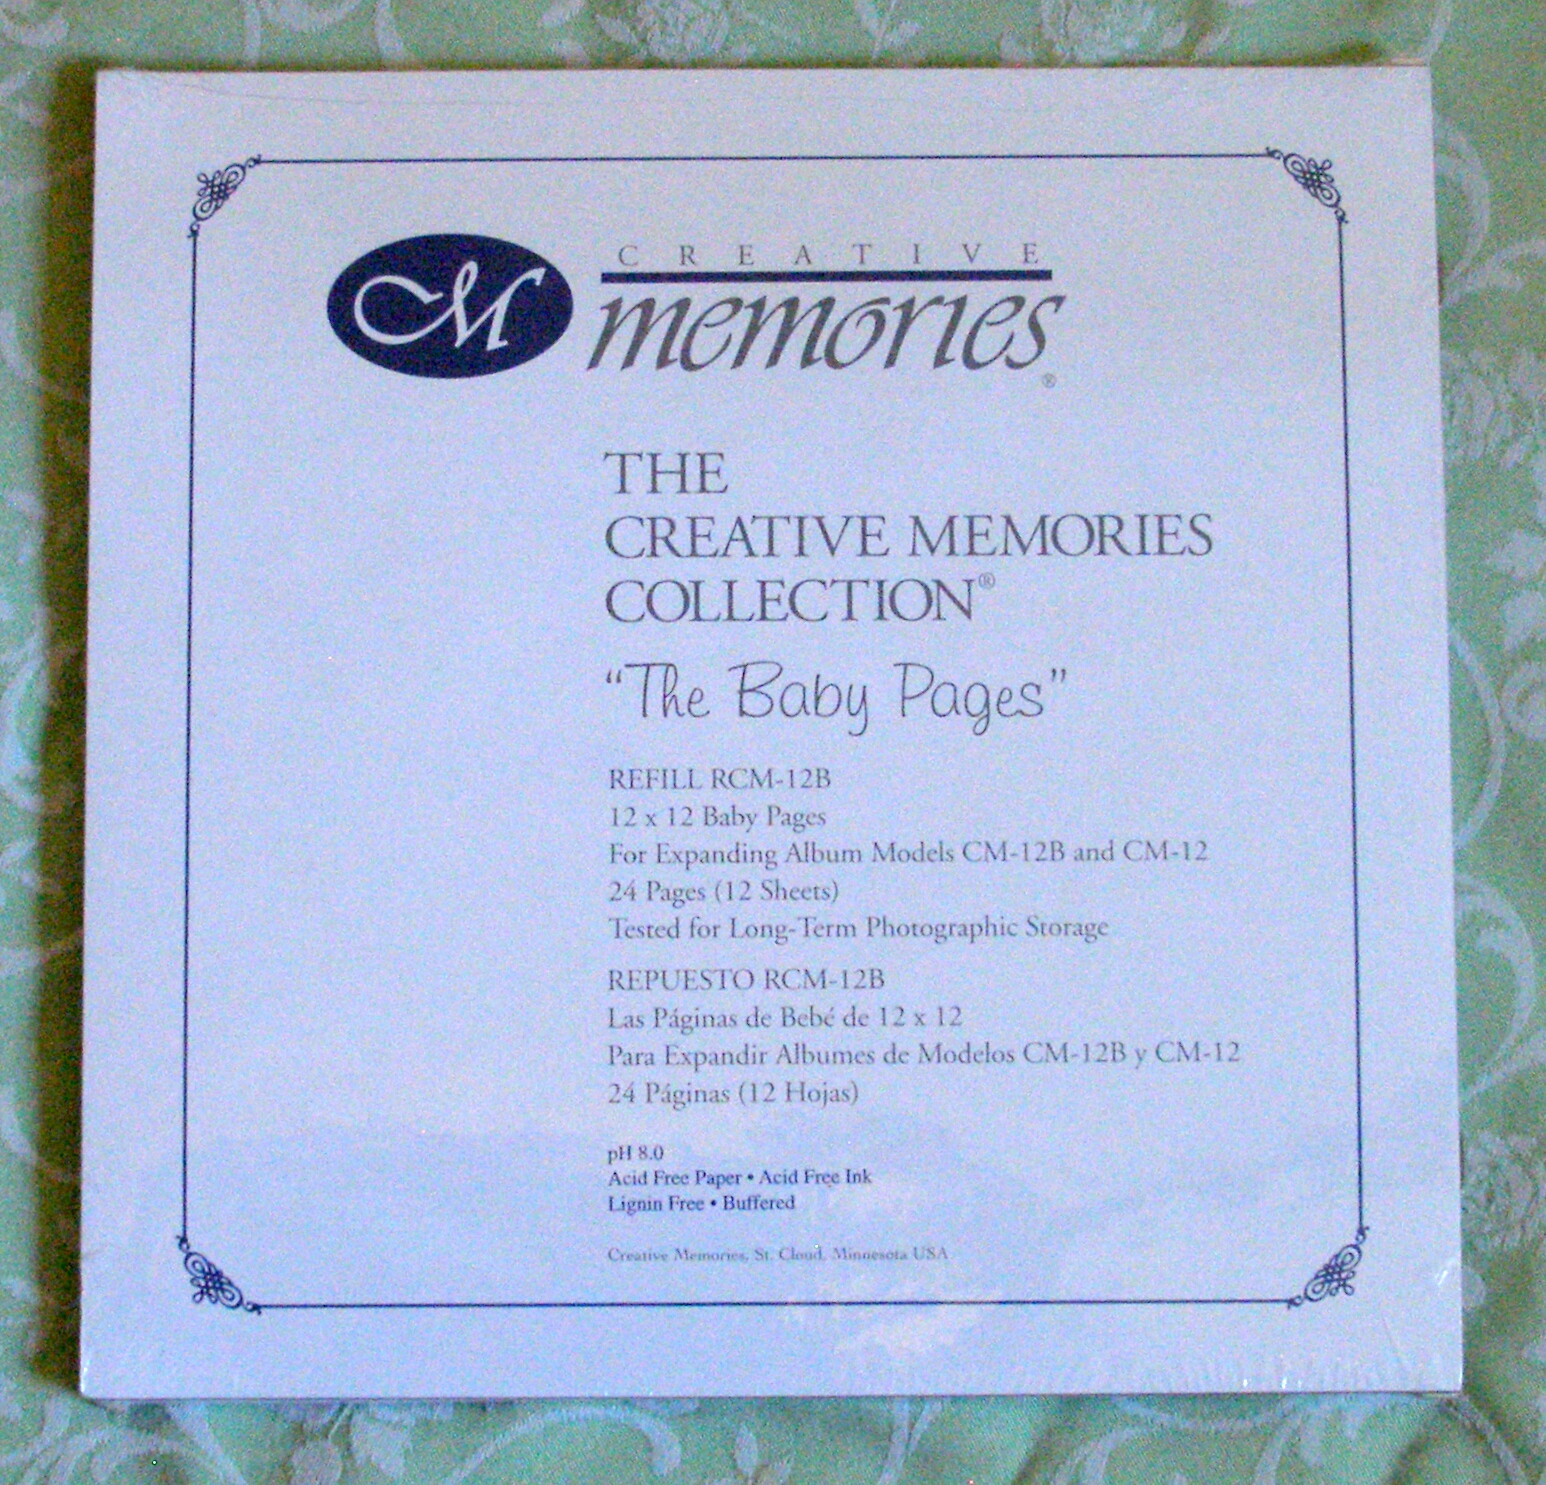 CM
CREATIVE
memories®
THE
CREATIVE MEMORIES
COLLECTION®
“The Baby Pages”
REFILL RCM-12B
12 x 12 Baby Pages
For Expanding Album Models CM-12B and CM-12
24 Pages (12 Sheets)
Tested for Long-Term Photographic Storage
REPUESTO RCM-12B
Las Páginas de Bebé de 12 x 12
Para Expandir Albumes de Modelos CM-12B y CM-12
24 Páginas (12 Hojas)
pH 8.0
Acid Free Paper • Acid Free Ink
Lignin Free • Buffered
Creative Memories, St. Cloud, Minnesota USA